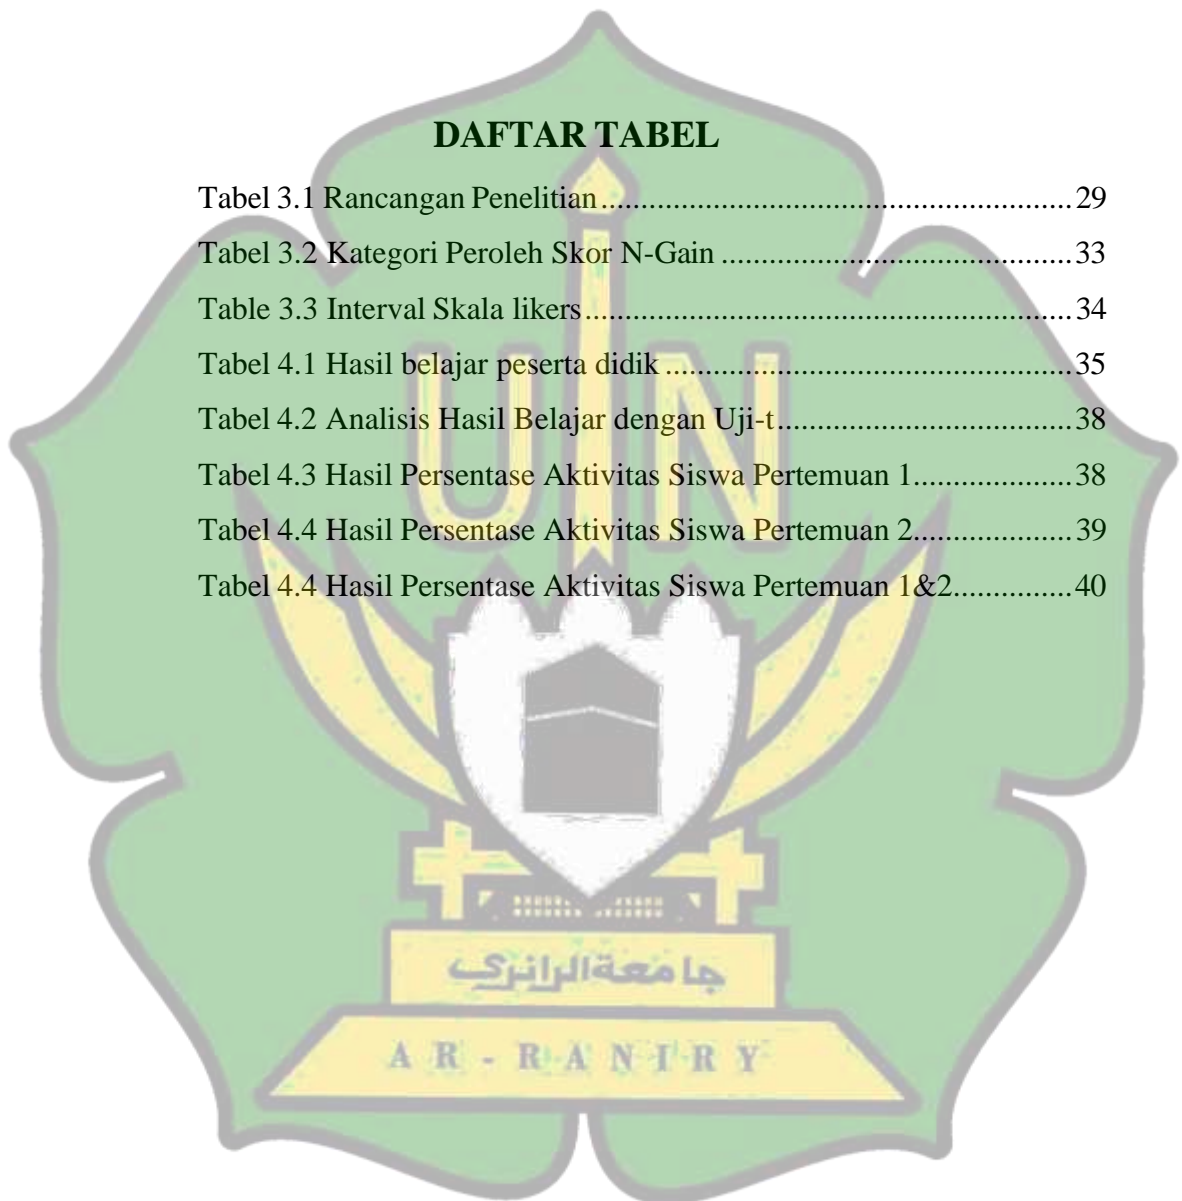 DAFTAR TABEL
Tabel 3.1 Rancangan Penelitian............................................................29
Tabel 3.2 Kategori Peroleh Skor N-Gain .............................................33
Table 3.3 Interval Skala likers..............................................................34
Tabel 4.1 Hasil belajar peserta didik ....................................................35
Tabel 4.2 Analisis Hasil Belajar dengan Uji-t......................................38
Tabel 4.3 Hasil Persentase Aktivitas Siswa Pertemuan 1....................38
Tabel 4.4 Hasil Persentase Aktivitas Siswa Pertemuan 2....................39
Tabel 4.4 Hasil Persentase Aktivitas Siswa Pertemuan 1&2...............40
UIN
جامعةالرانري
AR-RANIRY